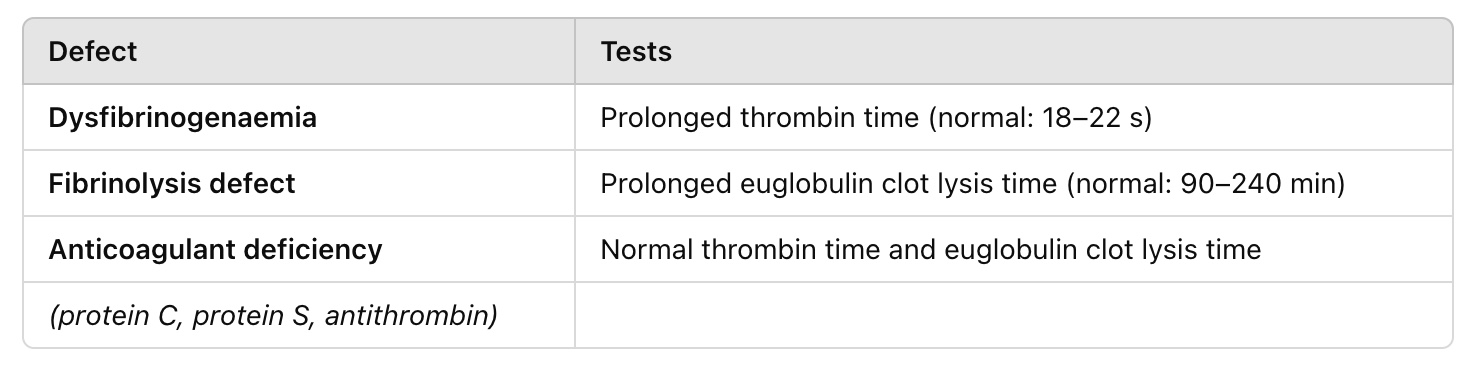 Defect Tests
Dysfibrinogenaemia Prolonged thrombin time (normal: 18–22 s)
Fibrinolysis defect Prolonged euglobulin clot lysis time (normal: 90–240 min)
Anticoagulant deficiency Normal thrombin time and euglobulin clot lysis time
(protein C, protein S, antithrombin)